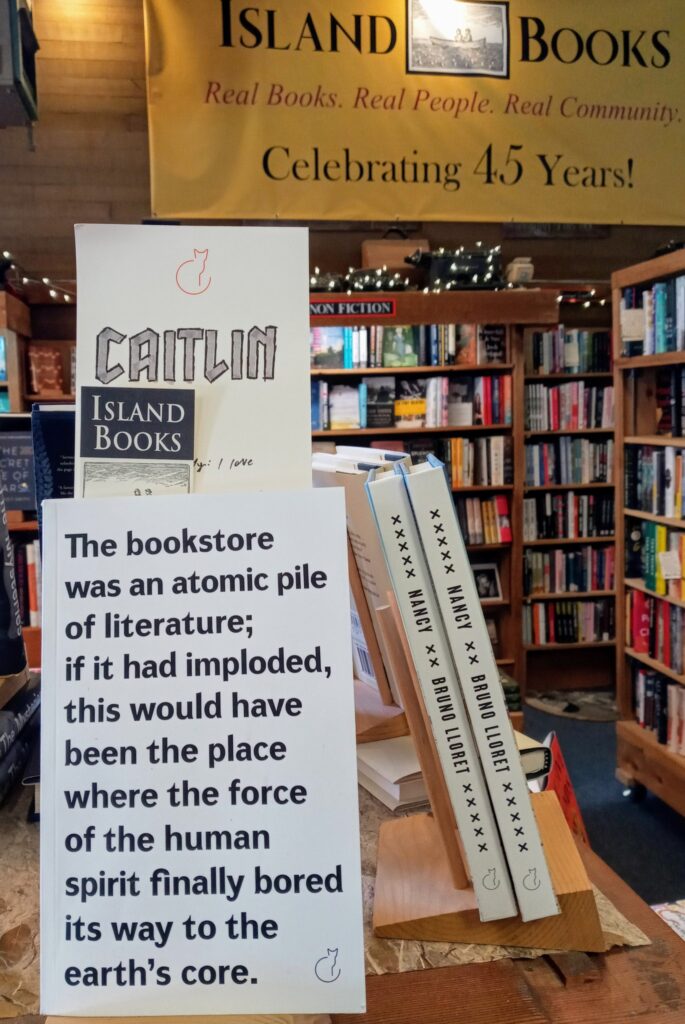 ISLAND BOOKS
Real Books. Real People. Real Community.
Celebrating 45 Years!
NON FICTION
CAITLIN
ISLAND
BOOKS
I love
The bookstore
was an atomic pile
of literature;
if it had imploded,
this would have
been the place
where the force
of the human
spirit finally bored
its way to the
earth's core.
××××× NANCY ×× BRUNO LLORET ×××××
××××× NANCY ×× BRUNO LLORET ×××××